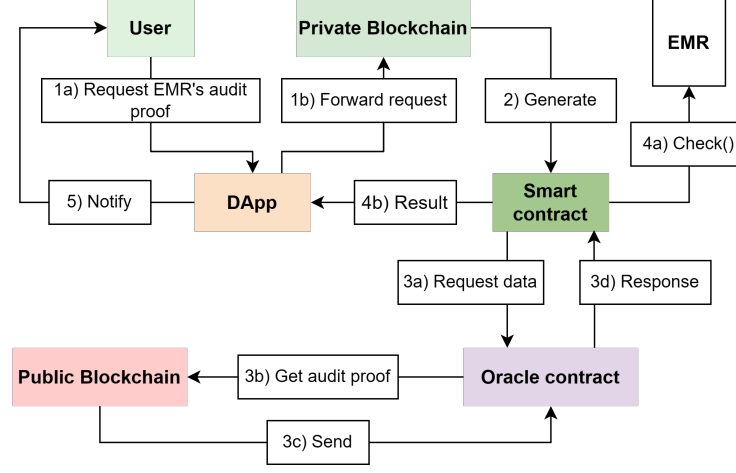 User
Private Blockchain
EMR
1a) Request EMR's audit
proof
1b) Forward request
2) Generate
4a) Check()
5) Notify
DApp
4b) Result
Smart
contract
3a) Request data
3d) Response
Public Blockchain
3b) Get audit proof
Oracle contract
3c) Send